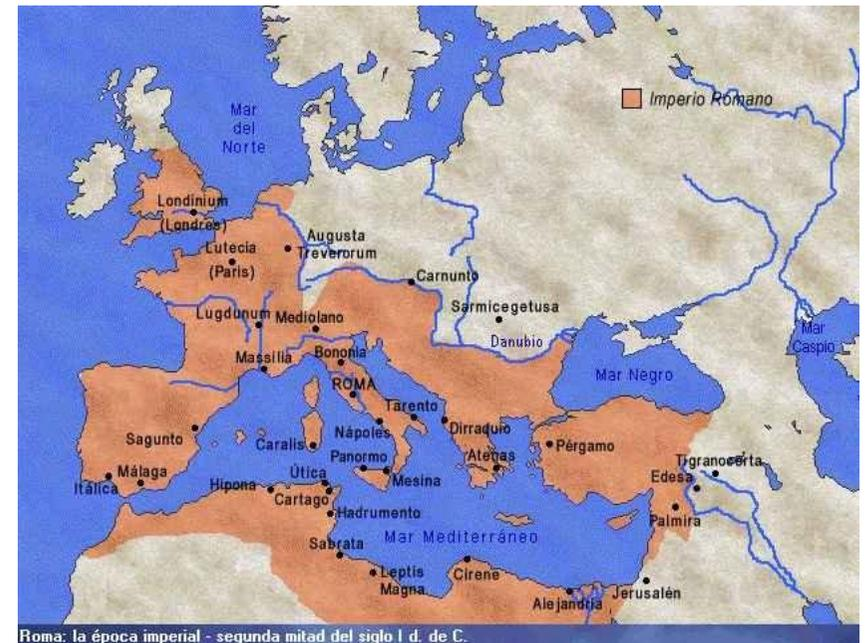 Imperio Romano
Mar
del
Norte
Londinium
(Londres)
Augusta
Treverorum
Lutecia
(Paris)
Carnunto
Sarmicegetusa
Lugdunum
Mediolano
Danubio
Mar
Caspio
Massilia
Bononia
Mar Negro
ROMA
Tarento
Sagunto
Caralis
Nápoles
Dirraquio
Panormo
Atenas
Pérgamo
Tigranocerta
Itálica
Málaga
Hipona
Útica
Cartago
Mesina
Edesa
Hadrumento
Palmira
Sabrata
Mar Mediterráneo
Leptis
Magna
Cirene
Alejandría
Jerusalén
Roma: la época imperial - segunda mitad del siglo I d. de C.